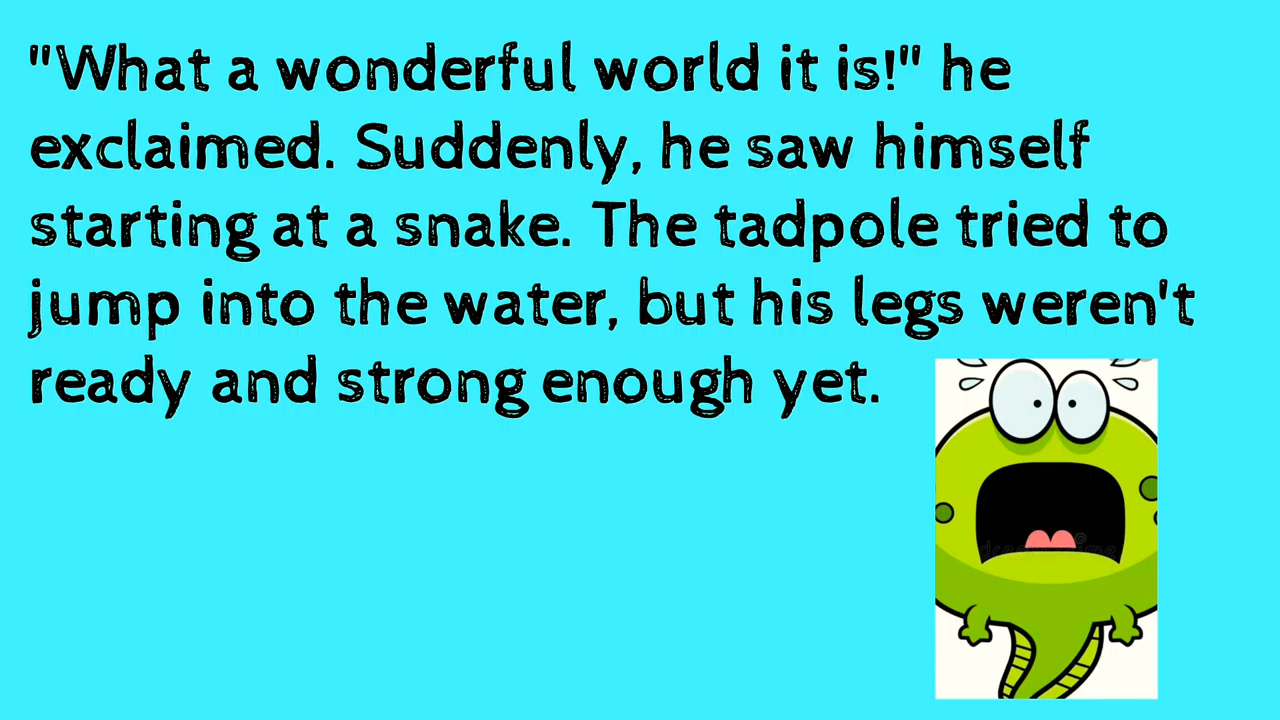 "What a wonderful world it is!" he
exclaimed. Suddenly, he saw himself
starting at a snake. The tadpole tried to
jump into the water, but his legs weren't
ready and strong enough yet.